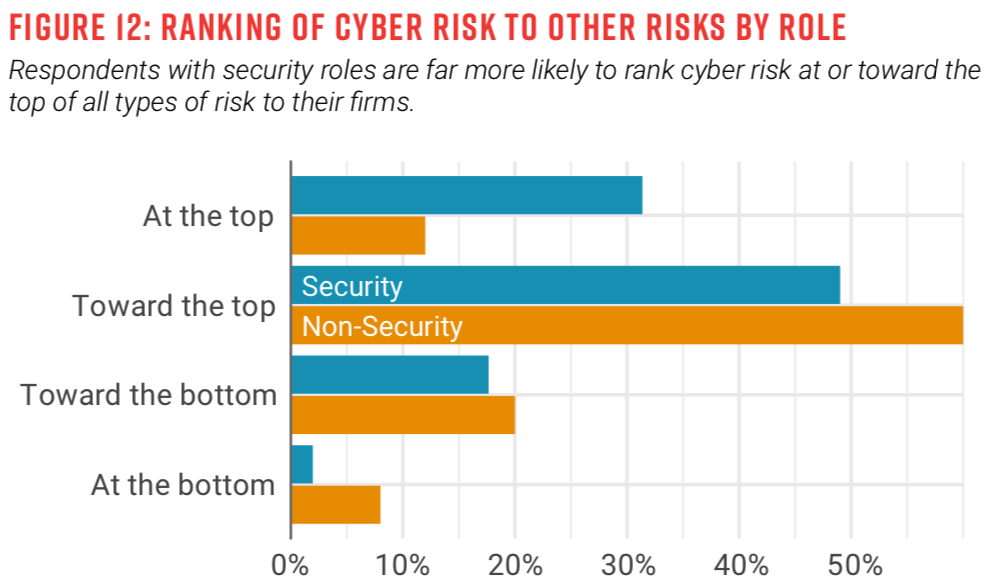 FIGURE 12: RANKING OF CYBER RISK TO OTHER RISKS BY ROLE
Respondents with security roles are far more likely to rank cyber risk at or toward the
top of all types of risk to their firms.
At the top
Toward the top
Security
Non-Security
Toward the bottom
At the bottom
0% 10% 20% 30% 40% 50%